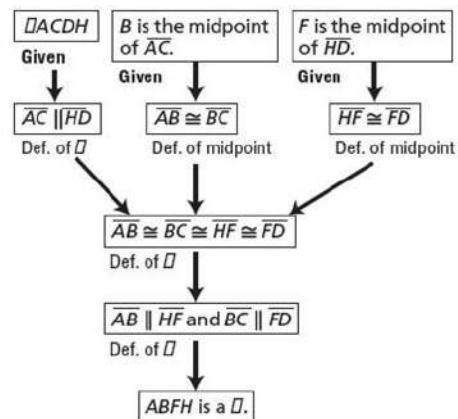 ▱ACDH
Given
B is the midpoint
of AC.
Given
F is the midpoint
of HD.
Given
AC ∥ HD
Def. of ▱
AB ≅ BC
Def. of midpoint
HF ≅ FD
Def. of midpoint
AB ≅ BC ≅ HF ≅ FD
Def. of ▱
AB ∥ HF and BC ∥ FD
Def. of ▱
ABFH is a ▱.